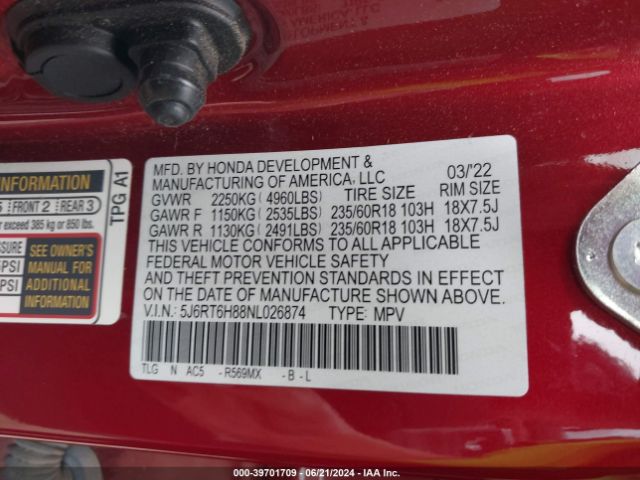 MFD. BY HONDA DEVELOPMENT &
MANUFACTURING OF AMERICA, LLC 03/'22
GVWR 2250KG ( 4960LBS) TIRE SIZE RIM SIZE
GAWR F 1150KG ( 2535LBS) 235/60R18 103H 18X7.5J
GAWR R 1130KG ( 2491LBS) 235/60R18 103H 18X7.5J
THIS VEHICLE CONFORMS TO ALL APPLICABLE
FEDERAL MOTOR VEHICLE SAFETY
AND THEFT PREVENTION STANDARDS IN EFFECT
ON THE DATE OF MANUFACTURE SHOWN ABOVE.
V.I.N.: 5J6RT6H88NL026874 TYPE: MPV
TLG N AC5 - R569MX - B - L
INFORMATION
FRONT 2 REAR 3
exceed 385 kg or 850 lbs.
TPG A1
SEE OWNER'S
MANUAL FOR
ADDITIONAL
INFORMATION
PSI
PSI
000-39701709 - 06/21/2024 - IAA Inc.